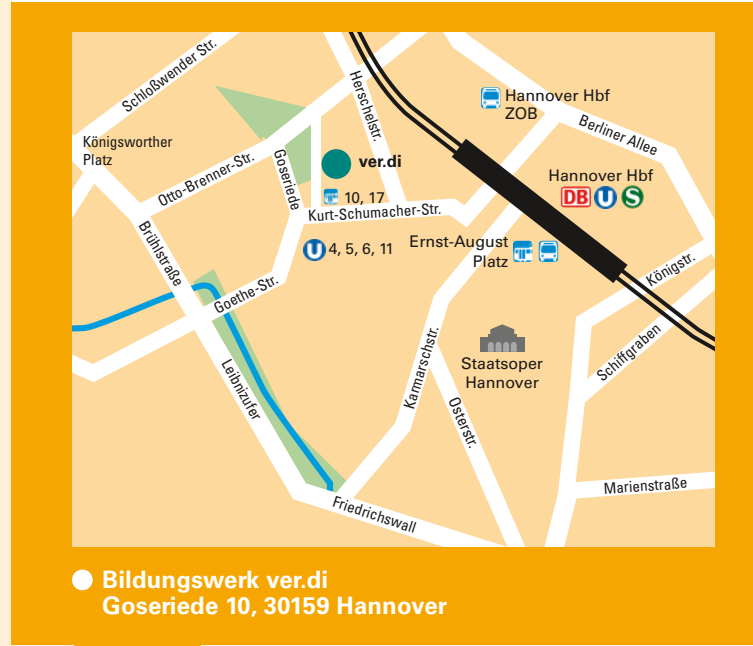 Schloßwender Str.
Herschelstr.
Hannover Hbf
ZOB
Berliner Allee
Königsworther
Platz
Otto-Brenner-Str.
Goseriede
ver.di
10, 17
Kurt-Schumacher-Str.
Hannover Hbf
DB U S
Brühlstraße
U 4, 5, 6, 11
Ernst-August
Platz
Königstr.
Goethe-Str.
Schiffgraben
Staatsoper
Hannover
Leibnizufer
Karmarschstr.
Osterstr.
Marienstraße
Friedrichswall
Bildungswerk ver.di
Goseriede 10, 30159 Hannover